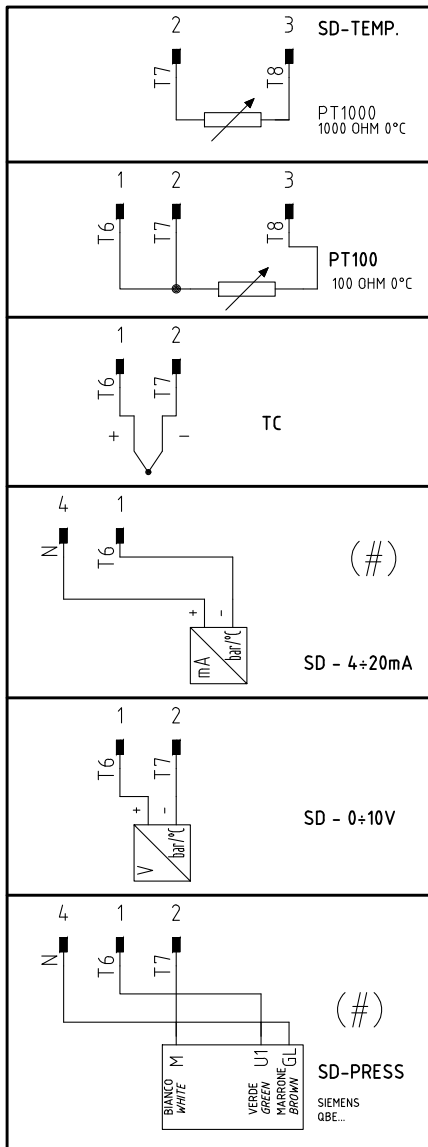 2 3 SD-TEMP.
T7 T8
PT1000
1000 OHM 0°C
1 2 3
T6 T7 T8
PT100
100 OHM 0°C
1 2
T6 T7
+ -
TC
4 1
N T6
(#)
+ -
mA bar/°C
SD - 4÷20mA
1 2
T6 T7
+ -
V bar/°C
SD - 0÷10V
4 1 2
N T6 T7
(#)
M U1 GL
BIANCO VERDE MARRONE
WHITE GREEN BROWN
SD-PRESS
SIEMENS
QBE...